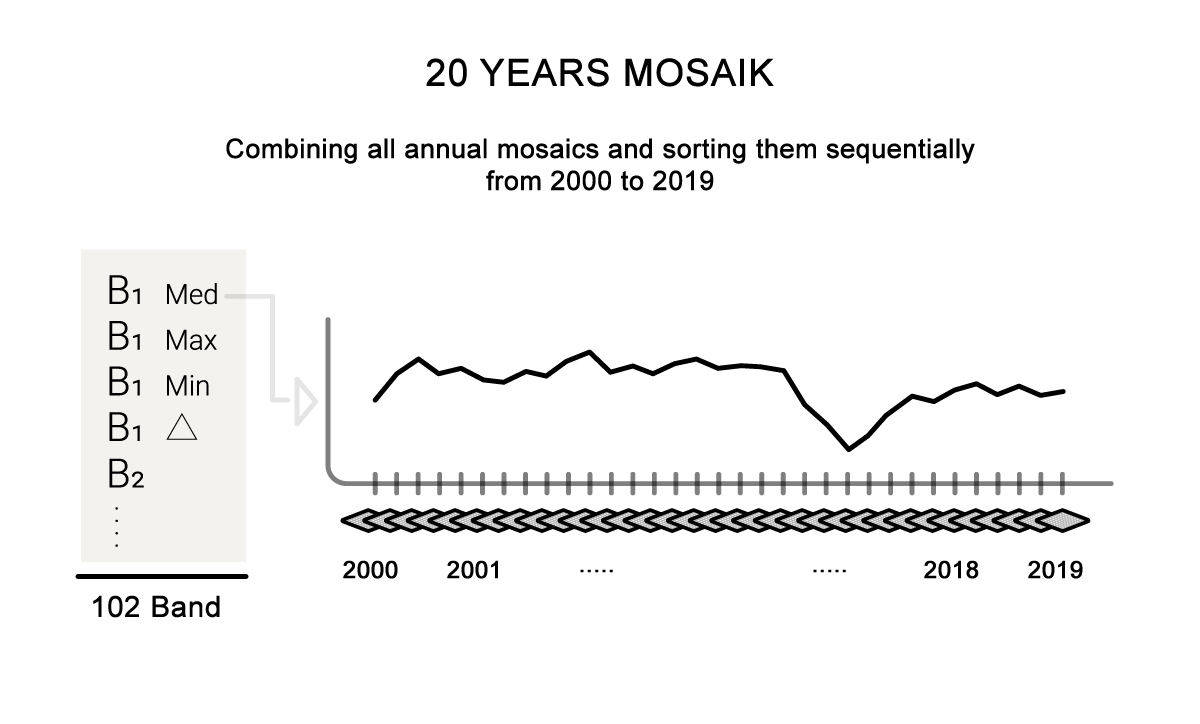 20 YEARS MOSAIK
Combining all annual mosaics and sorting them sequentially
from 2000 to 2019
B₁ Med
B₁ Max
B₁ Min
B₁ △
B₂
102 Band
2000 2001 ..... ..... 2018 2019